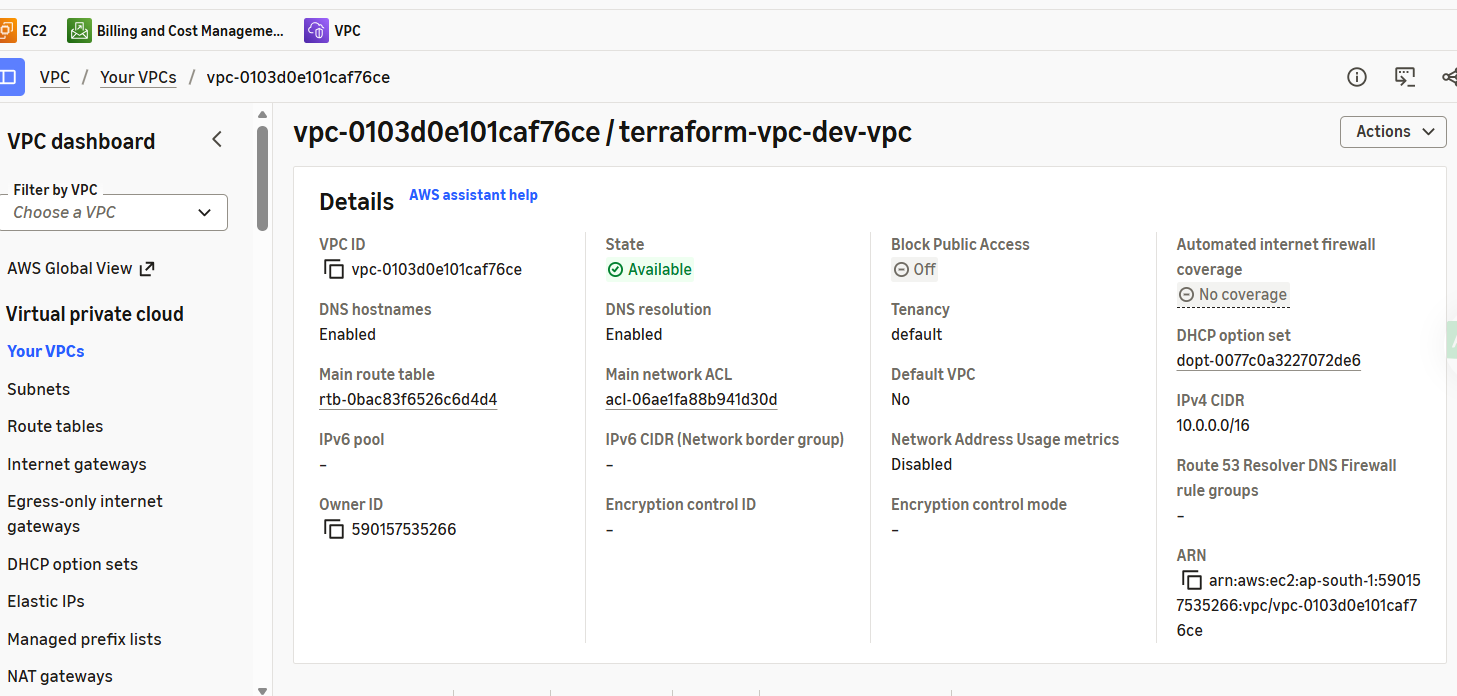 EC2 Billing and Cost Manageme... VPC
VPC / Your VPCs / vpc-0103d0e101caf76ce
VPC dashboard
Filter by VPC
Choose a VPC
AWS Global View
Virtual private cloud
Your VPCs
Subnets
Route tables
Internet gateways
Egress-only internet
gateways
DHCP option sets
Elastic IPs
Managed prefix lists
NAT gateways
vpc-0103d0e101caf76ce / terraform-vpc-dev-vpc
Actions
Details AWS assistant help
VPC ID
vpc-0103d0e101caf76ce
DNS hostnames
Enabled
Main route table
rtb-0bac83f6526c6d4d4
IPv6 pool
–
Owner ID
590157535266
State
Available
DNS resolution
Enabled
Main network ACL
acl-06ae1fa88b941d30d
IPv6 CIDR (Network border group)
–
Encryption control ID
–
Block Public Access
Off
Tenancy
default
Default VPC
No
Network Address Usage metrics
Disabled
Encryption control mode
–
Automated internet firewall
coverage
No coverage
DHCP option set
dopt-0077c0a3227072de6
IPv4 CIDR
10.0.0.0/16
Route 53 Resolver DNS Firewall
rule groups
–
ARN
arn:aws:ec2:ap-south-1:59015
7535266:vpc/vpc-0103d0e101caf7
6ce